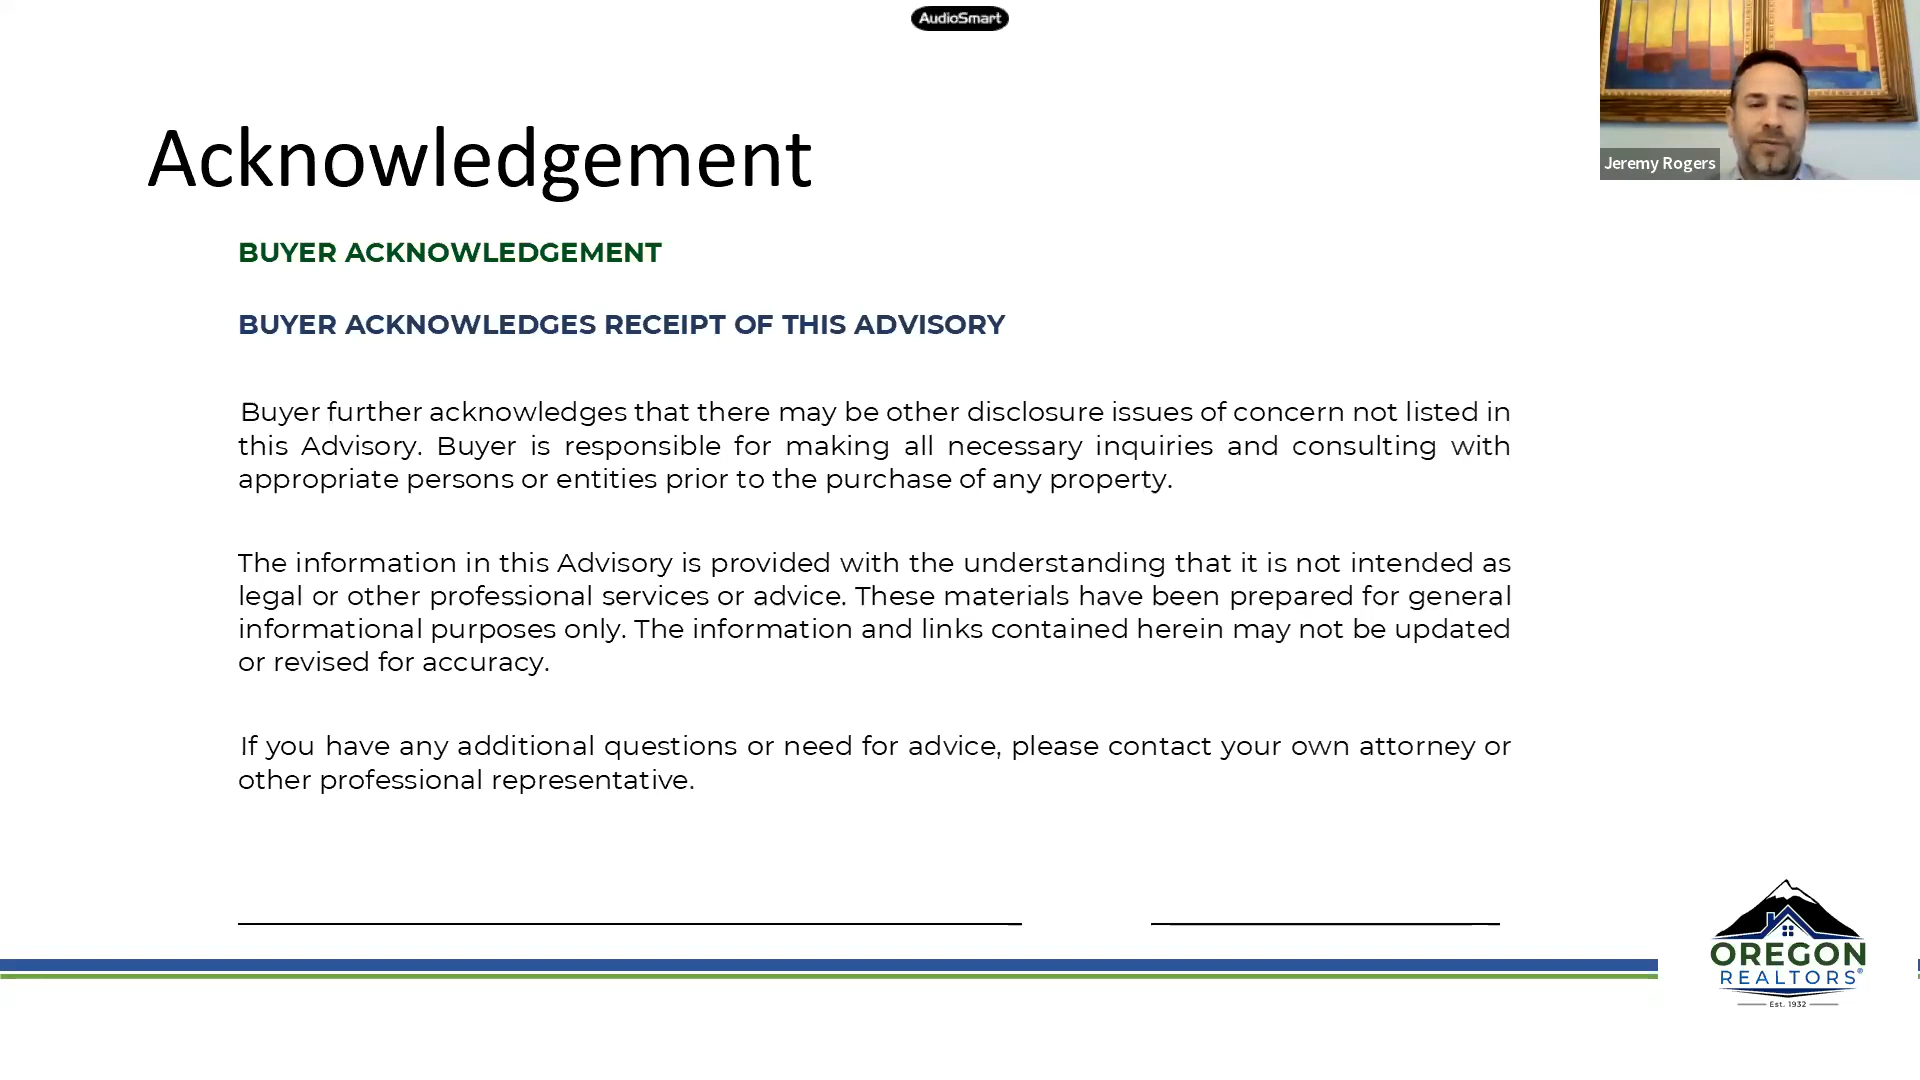 AudioSmart
Jeremy Rogers
Acknowledgement
BUYER ACKNOWLEDGEMENT
BUYER ACKNOWLEDGES RECEIPT OF THIS ADVISORY
Buyer further acknowledges that there may be other disclosure issues of concern not listed in
this Advisory. Buyer is responsible for making all necessary inquiries and consulting with
appropriate persons or entities prior to the purchase of any property.
The information in this Advisory is provided with the understanding that it is not intended as
legal or other professional services or advice. These materials have been prepared for general
informational purposes only. The information and links contained herein may not be updated
or revised for accuracy.
If you have any additional questions or need for advice, please contact your own attorney or
other professional representative.
OREGON
REALTORS®
Est. 1932